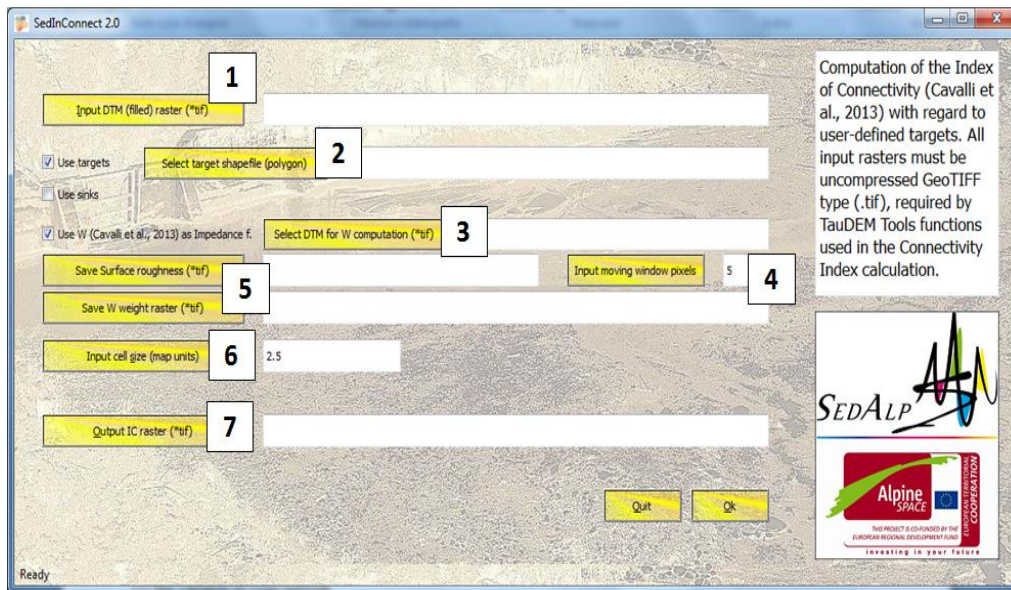 SedInConnect 2.0
1
Input DTM (filled) raster (*tif)
Use targets
Select target shapefile (polygon)
2
Use sinks
Use W (Cavalli et al., 2013) as Impedance f.
Select DTM for W computation (*tif)
3
Save Surface roughness (*tif)
Input moving window pixels
5
4
5
Save W weight raster (*tif)
Input cell size (map units)
6
2.5
Output IC raster (*tif)
7
Quit
Ok
Ready
Computation of the Index
of Connectivity (Cavalli et
al., 2013) with regard to
user-defined targets. All
input rasters must be
uncompressed GeoTIFF
type (.tif), required by
TauDEM Tools functions
used in the Connectivity
Index calculation.
SEDALP
Alpine
SPACE
EUROPEAN TERRITORIAL
COOPERATION
THIS PROJECT IS CO-FUNDED BY THE
EUROPEAN REGIONAL DEVELOPMENT FUND
investing in your future